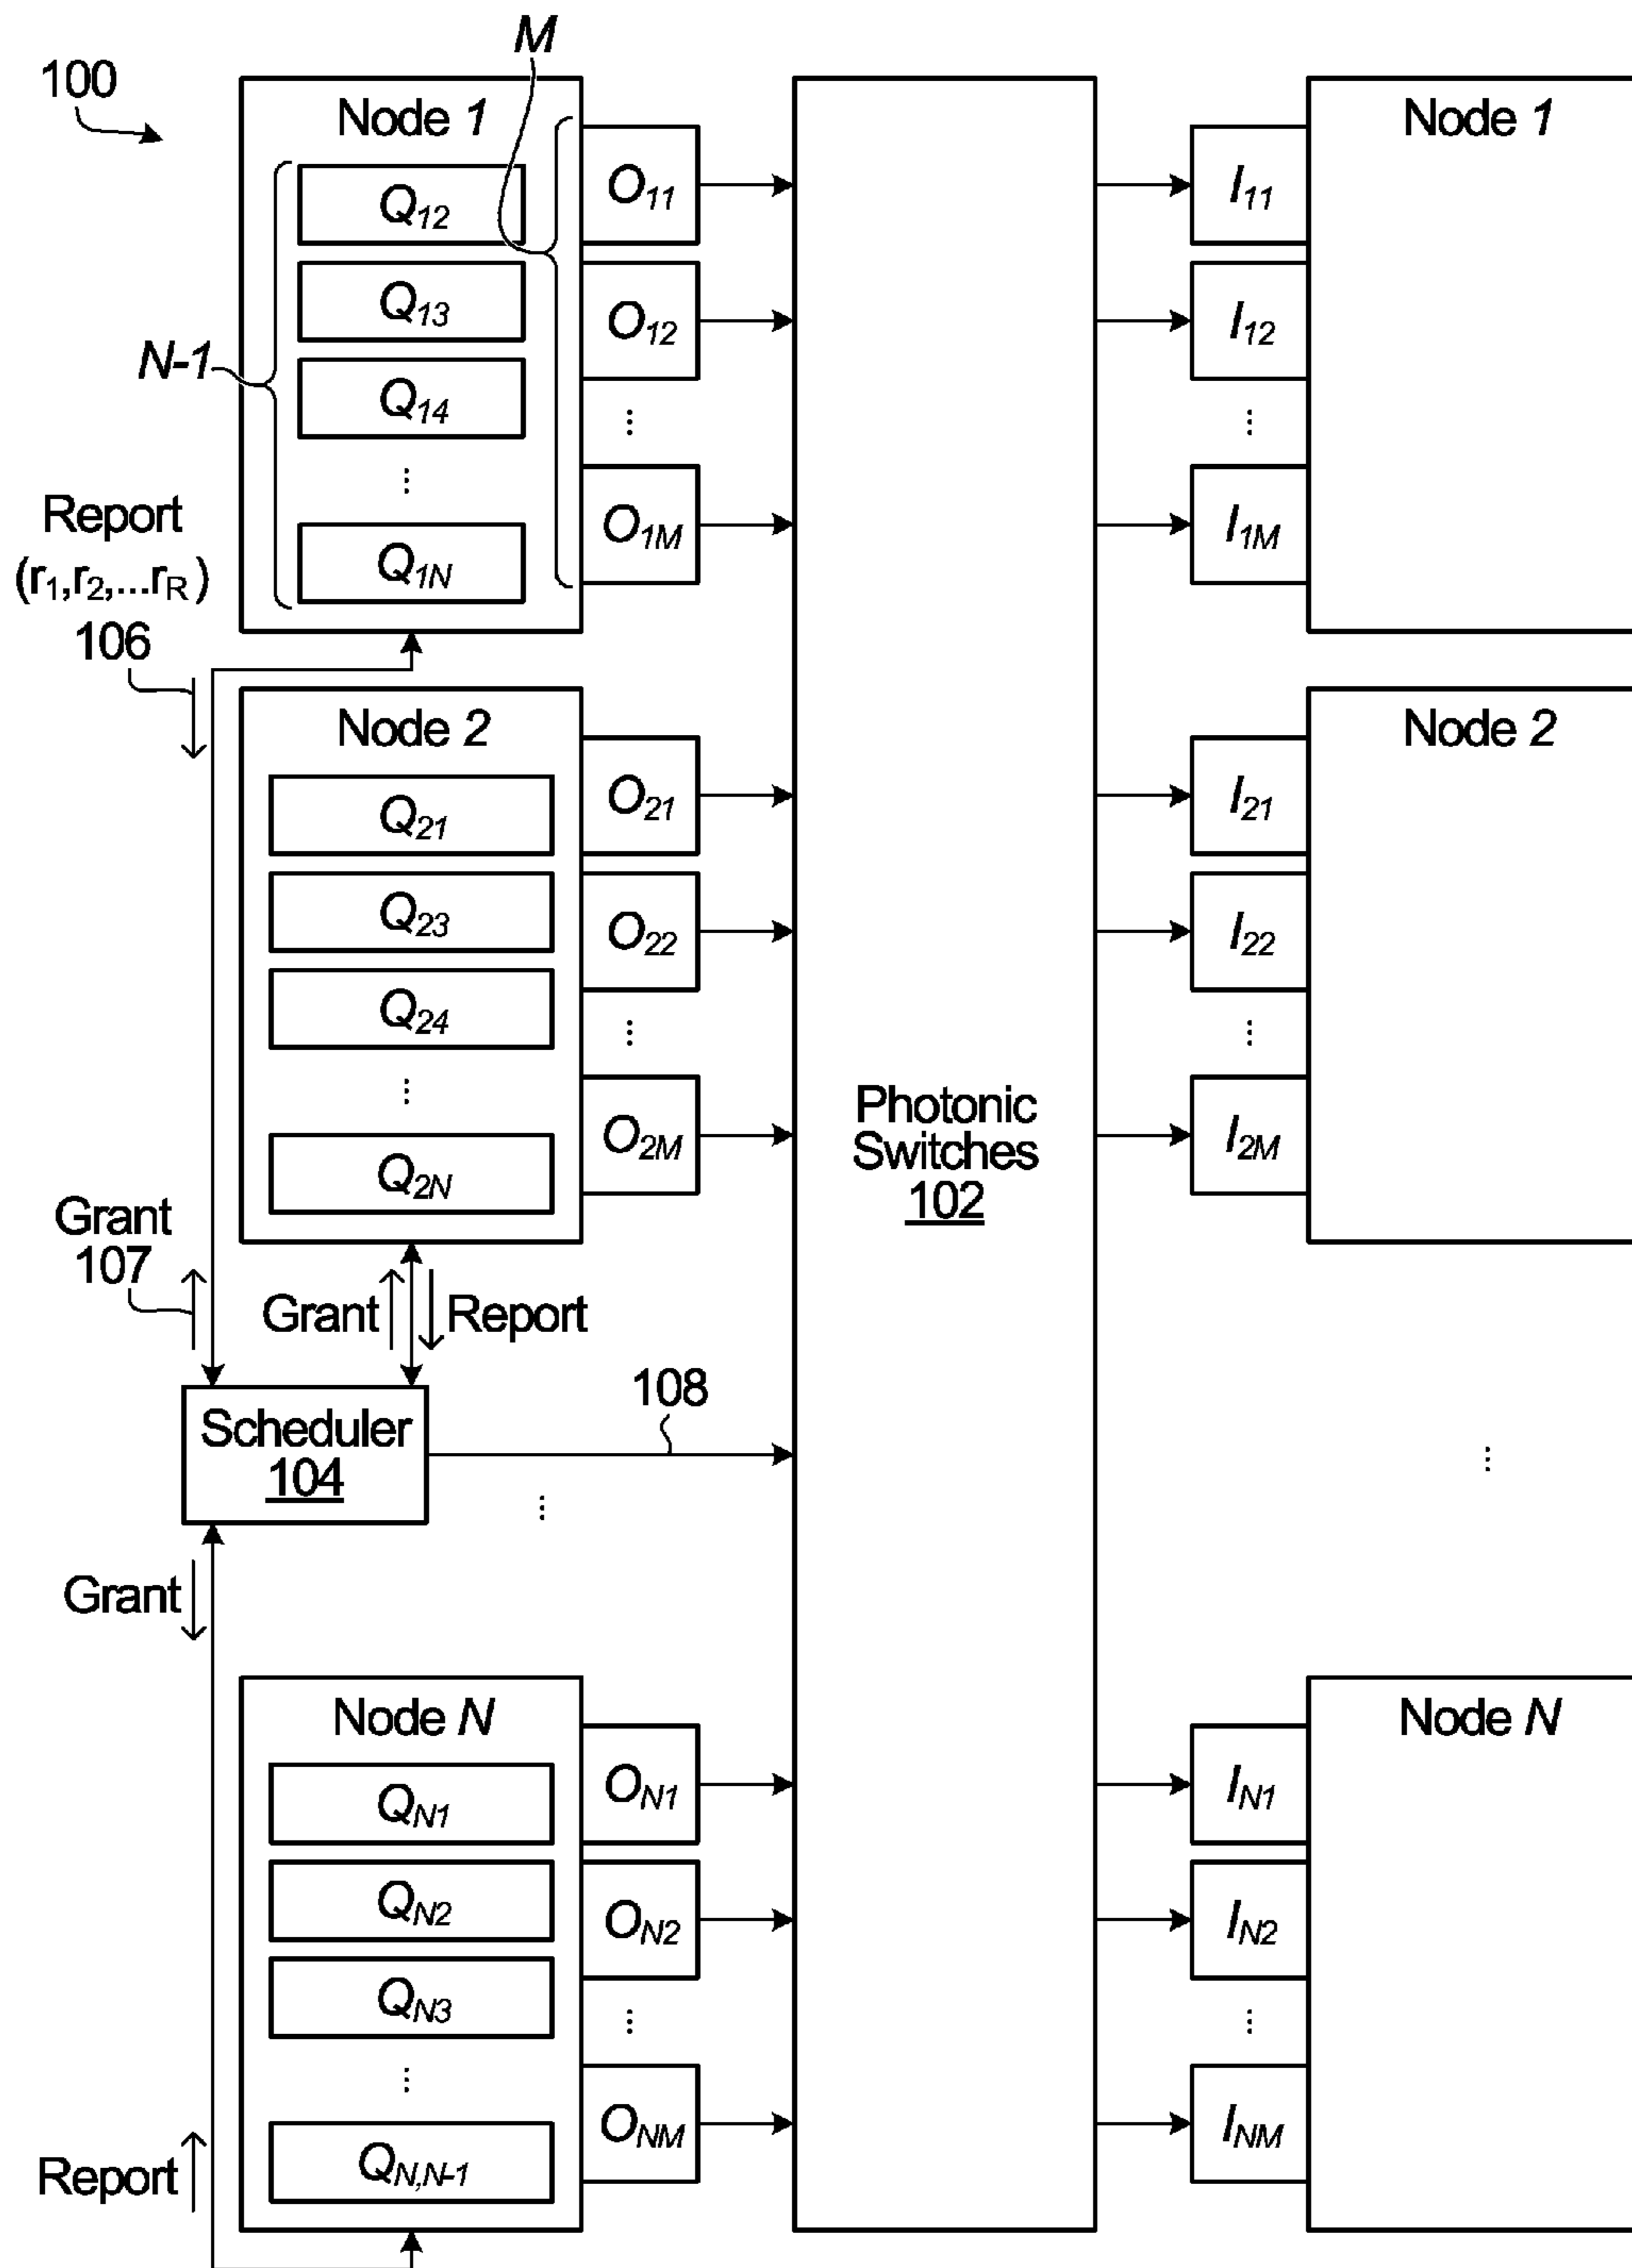 100
M
Node 1
Q12
Q13
Q14
⋮
Q1N
N-1
O11
O12
⋮
O1M
I11
I12
⋮
I1M
Node 1
Report
(r1,r2,...rR)
106
Node 2
Q21
Q23
Q24
⋮
Q2N
O21
O22
⋮
O2M
Photonic
Switches
102
I21
I22
⋮
I2M
Node 2
Grant
107
Grant
Report
Scheduler
104
108
⋮
⋮
Grant
Node N
QN1
QN2
QN3
⋮
QN,N-1
ON1
ON2
⋮
ONM
IN1
IN2
⋮
INM
Node N
Report